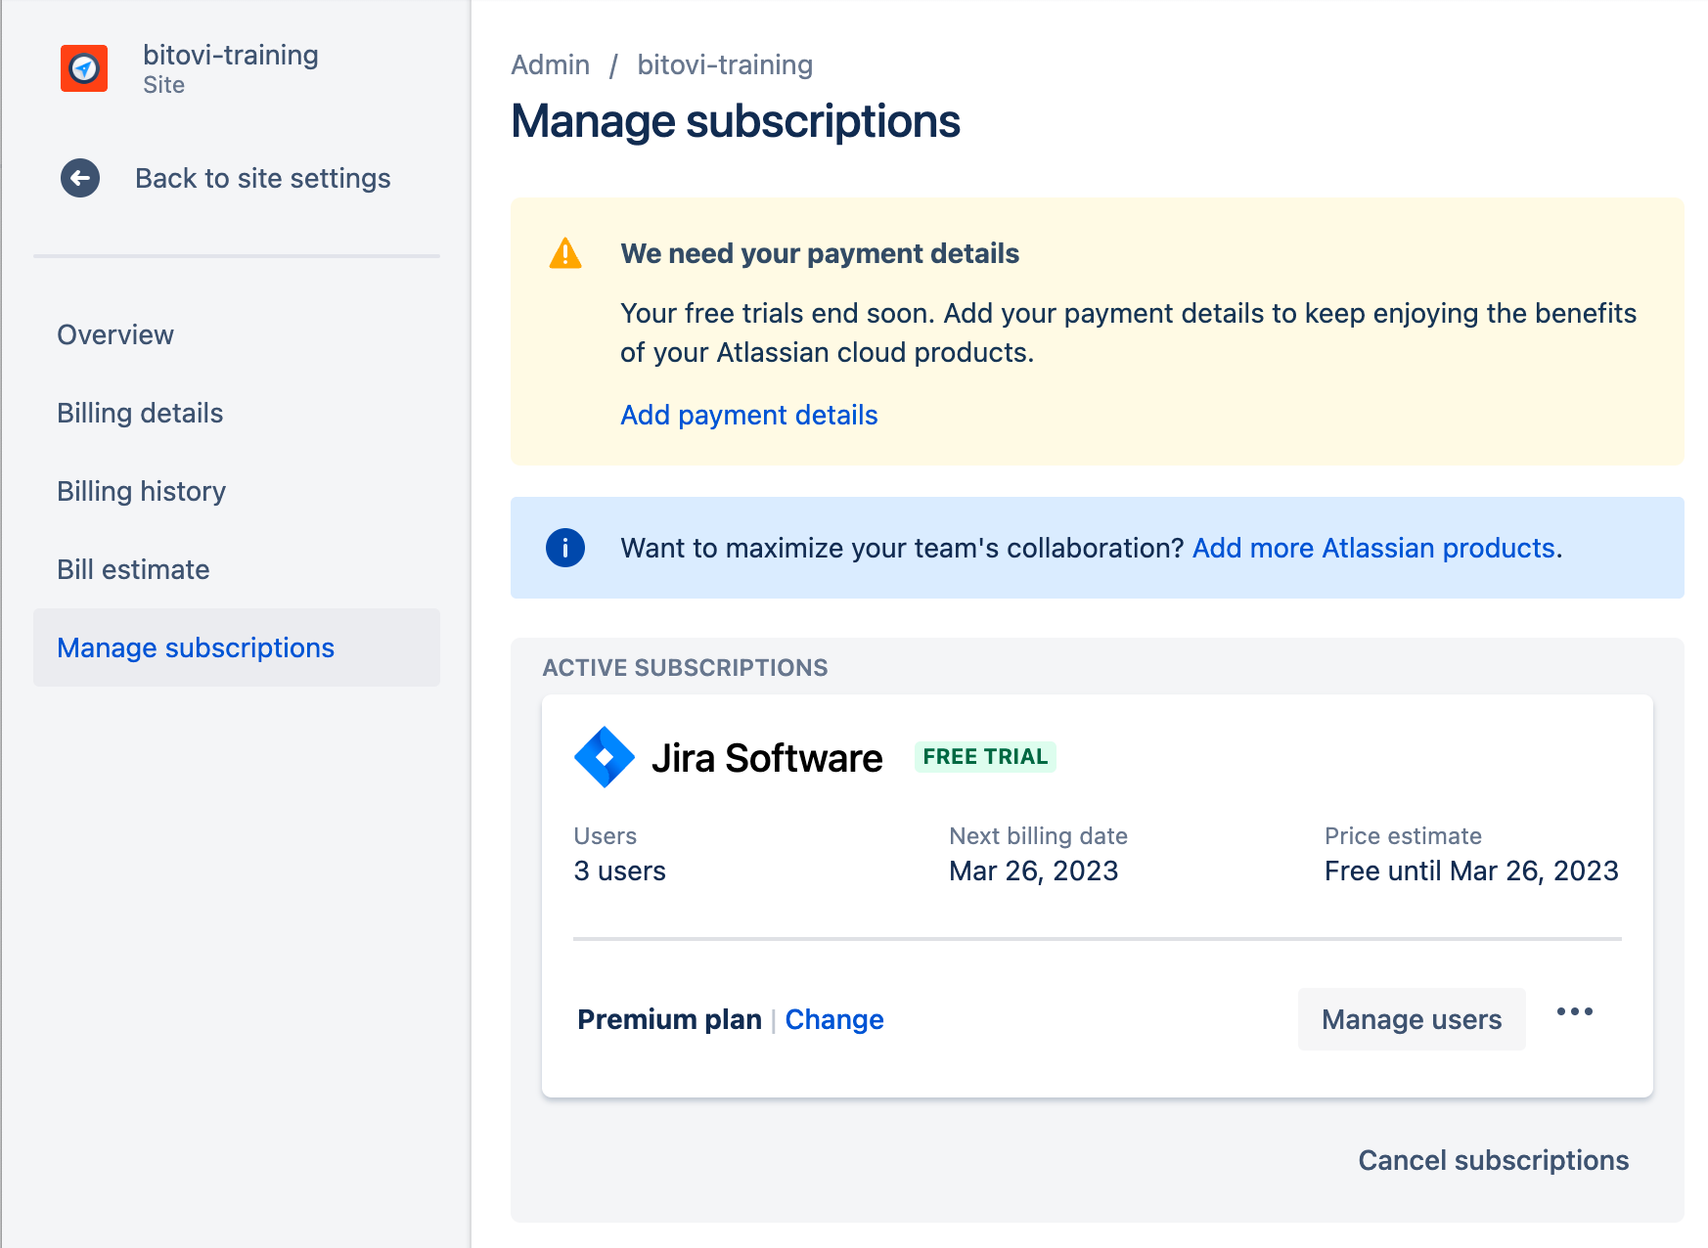 bitovi-training
Site
Back to site settings
Overview
Billing details
Billing history
Bill estimate
Manage subscriptions
Admin / bitovi-training
Manage subscriptions
We need your payment details
Your free trials end soon. Add your payment details to keep enjoying the benefits
of your Atlassian cloud products.
Add payment details
Want to maximize your team's collaboration? Add more Atlassian products.
ACTIVE SUBSCRIPTIONS
Jira Software FREE TRIAL
Users Next billing date Price estimate
3 users Mar 26, 2023 Free until Mar 26, 2023
Premium plan | Change Manage users
Cancel subscriptions